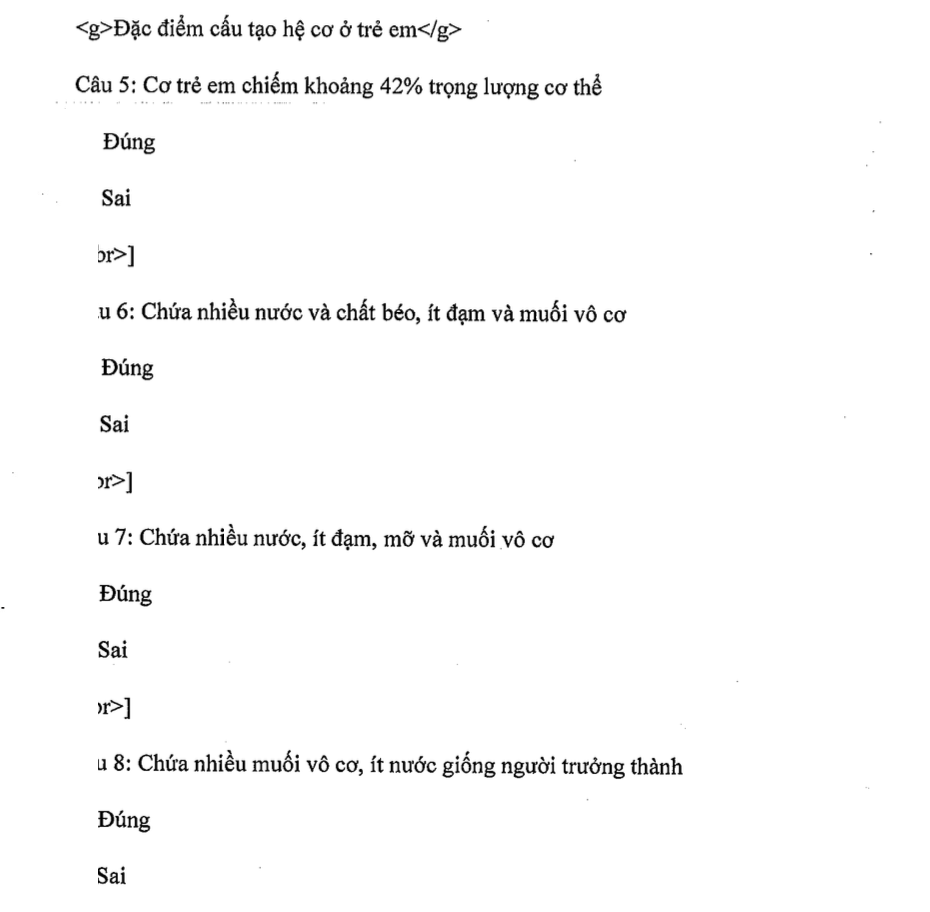 <g>Đặc điểm cấu tạo hệ cơ ở trẻ em</g>
Câu 5: Cơ trẻ em chiếm khoảng 42% trọng lượng cơ thể
Đúng
Sai
br>]
u 6: Chứa nhiều nước và chất béo, ít đạm và muối vô cơ
Đúng
Sai
br>]
u 7: Chứa nhiều nước, ít đạm, mỡ và muối vô cơ
Đúng
Sai
r>]
u 8: Chứa nhiều muối vô cơ, ít nước giống người trưởng thành
Đúng
Sai